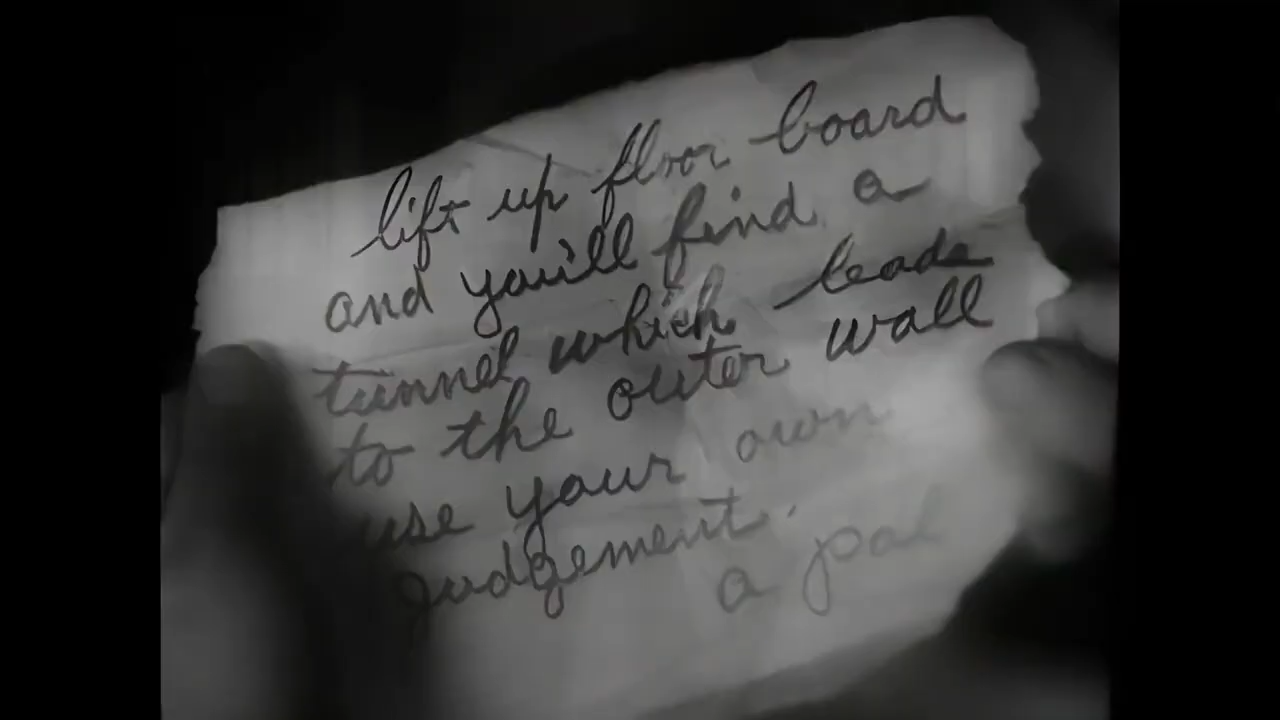 lift up floor board
and you'll find a
tunnel which leads
to the outer wall
use your own
judgement.
a pal